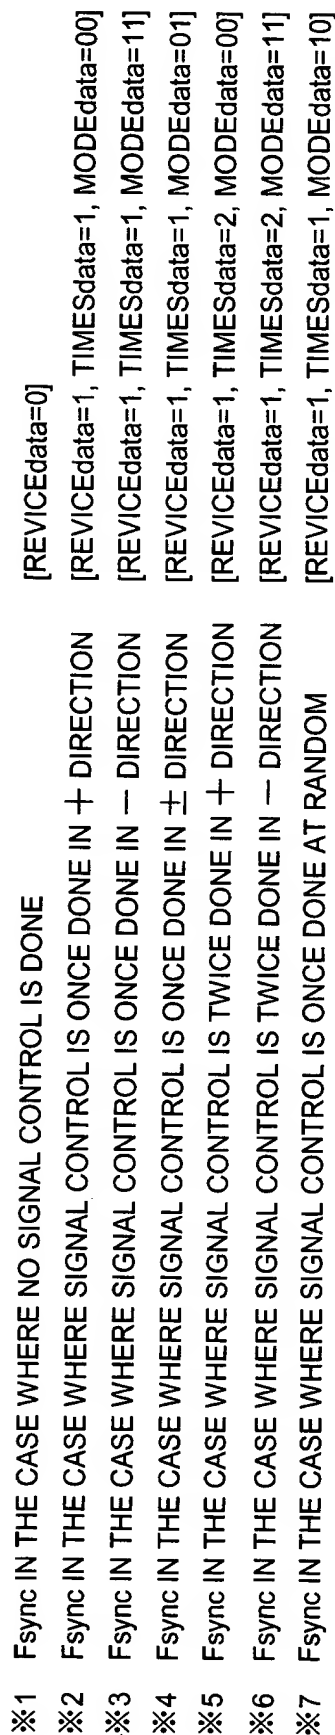 ※1 Fsync IN THE CASE WHERE NO SIGNAL CONTROL IS DONE [REVICEdata=0]
※2 Fsync IN THE CASE WHERE SIGNAL CONTROL IS ONCE DONE IN + DIRECTION [REVICEdata=1, TIMESdata=1, MODEdata=00]
※3 Fsync IN THE CASE WHERE SIGNAL CONTROL IS ONCE DONE IN − DIRECTION [REVICEdata=1, TIMESdata=1, MODEdata=11]
※4 Fsync IN THE CASE WHERE SIGNAL CONTROL IS ONCE DONE IN ± DIRECTION [REVICEdata=1, TIMESdata=1, MODEdata=01]
※5 Fsync IN THE CASE WHERE SIGNAL CONTROL IS TWICE DONE IN + DIRECTION [REVICEdata=1, TIMESdata=2, MODEdata=00]
※6 Fsync IN THE CASE WHERE SIGNAL CONTROL IS TWICE DONE IN − DIRECTION [REVICEdata=1, TIMESdata=2, MODEdata=11]
※7 Fsync IN THE CASE WHERE SIGNAL CONTROL IS ONCE DONE AT RANDOM [REVICEdata=1, TIMESdata=1, MODEdata=10]